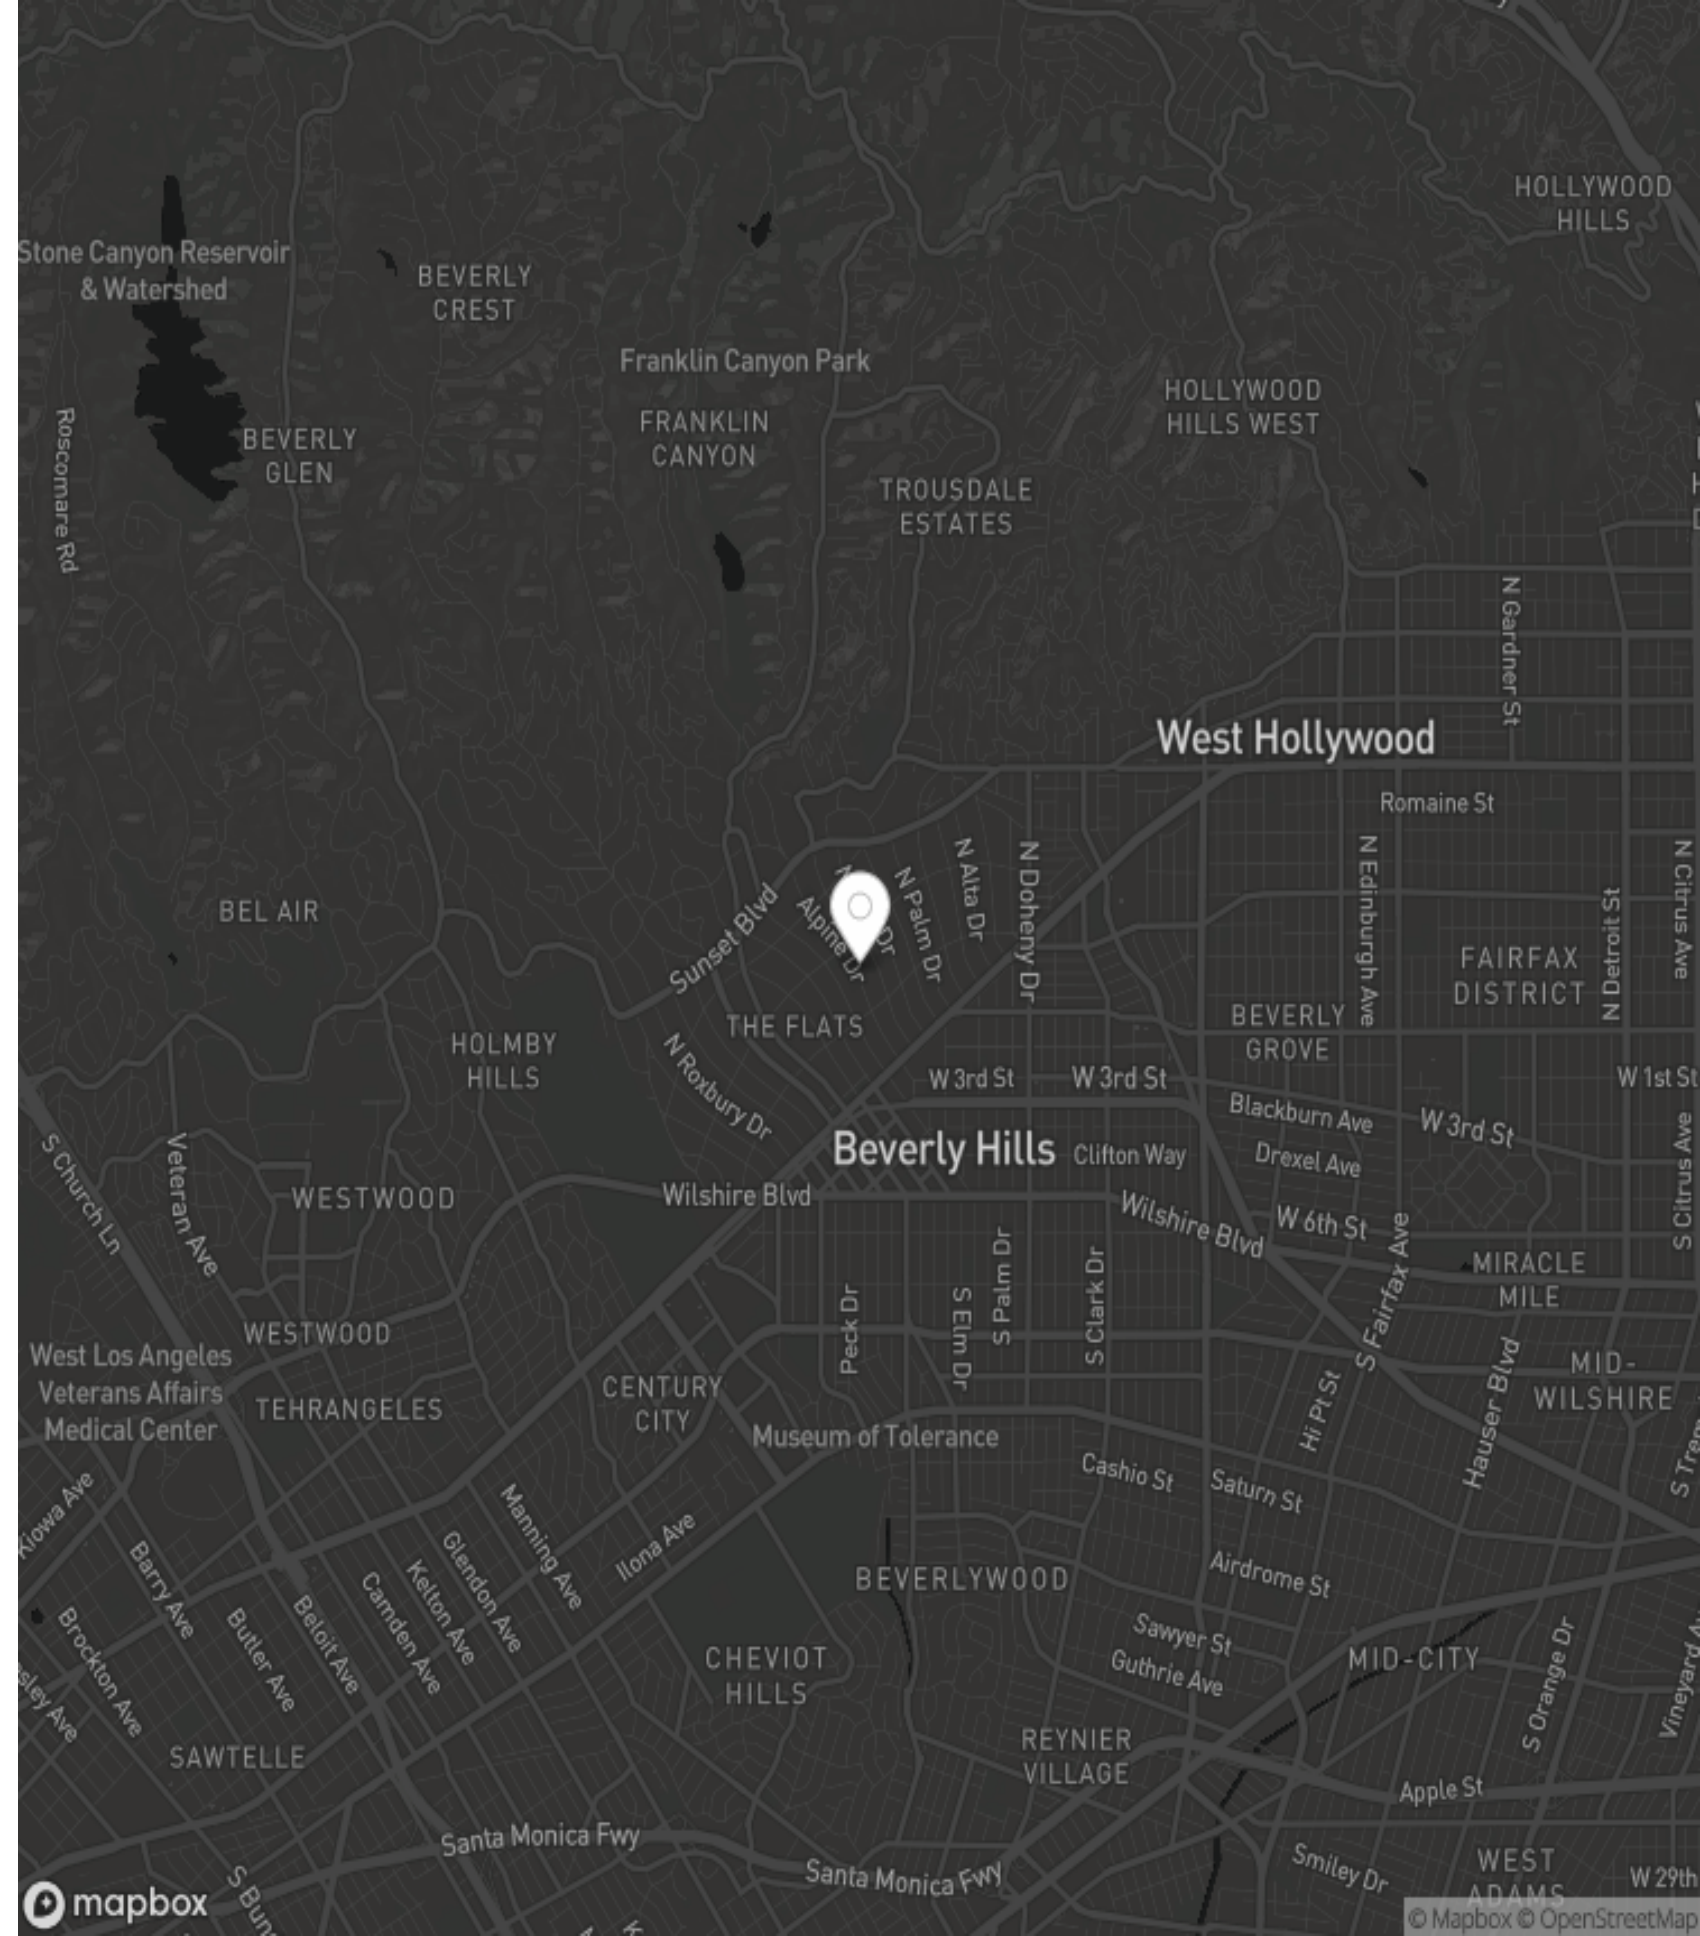 HOLLYWOOD
HILLS
Stone Canyon Reservoir
& Watershed
BEVERLY
CREST
Franklin Canyon Park
FRANKLIN
CANYON
HOLLYWOOD
HILLS WEST
BEVERLY
GLEN
Roscomare Rd
TROUSDALE
ESTATES
N Gardner St
West Hollywood
Romaine St
N Edinburgh Ave
N Citrus Ave
N Detroit St
N Doheny Dr
N Alta Dr
N Palm Dr
Dr
Alpine Dr
Sunset Blvd
BEL AIR
FAIRFAX
DISTRICT
BEVERLY
GROVE
THE FLATS
HOLMBY
HILLS
N Roxbury Dr
W 3rd St
W 3rd St
W 1st St
Blackburn Ave
W 3rd St
Beverly Hills
Clifton Way
Drexel Ave
S Citrus Ave
S Church Ln
Veteran Ave
WESTWOOD
Wilshire Blvd
Wilshire Blvd
W 6th St
S Fairfax Ave
MIRACLE
MILE
S Palm Dr
S Clark Dr
Peck Dr
S Elm Dr
WESTWOOD
West Los Angeles
Veterans Affairs
Medical Center
TEHRANGELES
CENTURY
CITY
MID-
WILSHIRE
Hi Pt St
Hauser Blvd
Museum of Tolerance
Cashio St
Saturn St
Kiowa Ave
Barry Ave
Manning Ave
Glendon Ave
Kelton Ave
Camden Ave
Beloit Ave
Butler Ave
Brockton Ave
Ilona Ave
BEVERLYWOOD
Airdrome St
Sawyer St
Guthrie Ave
MID-CITY
S Orange Dr
CHEVIOT
HILLS
REYNIER
VILLAGE
SAWTELLE
Apple St
Santa Monica Fwy
Santa Monica Fwy
Smiley Dr
WEST
ADAMS
W 29th
mapbox
© Mapbox © OpenStreetMap